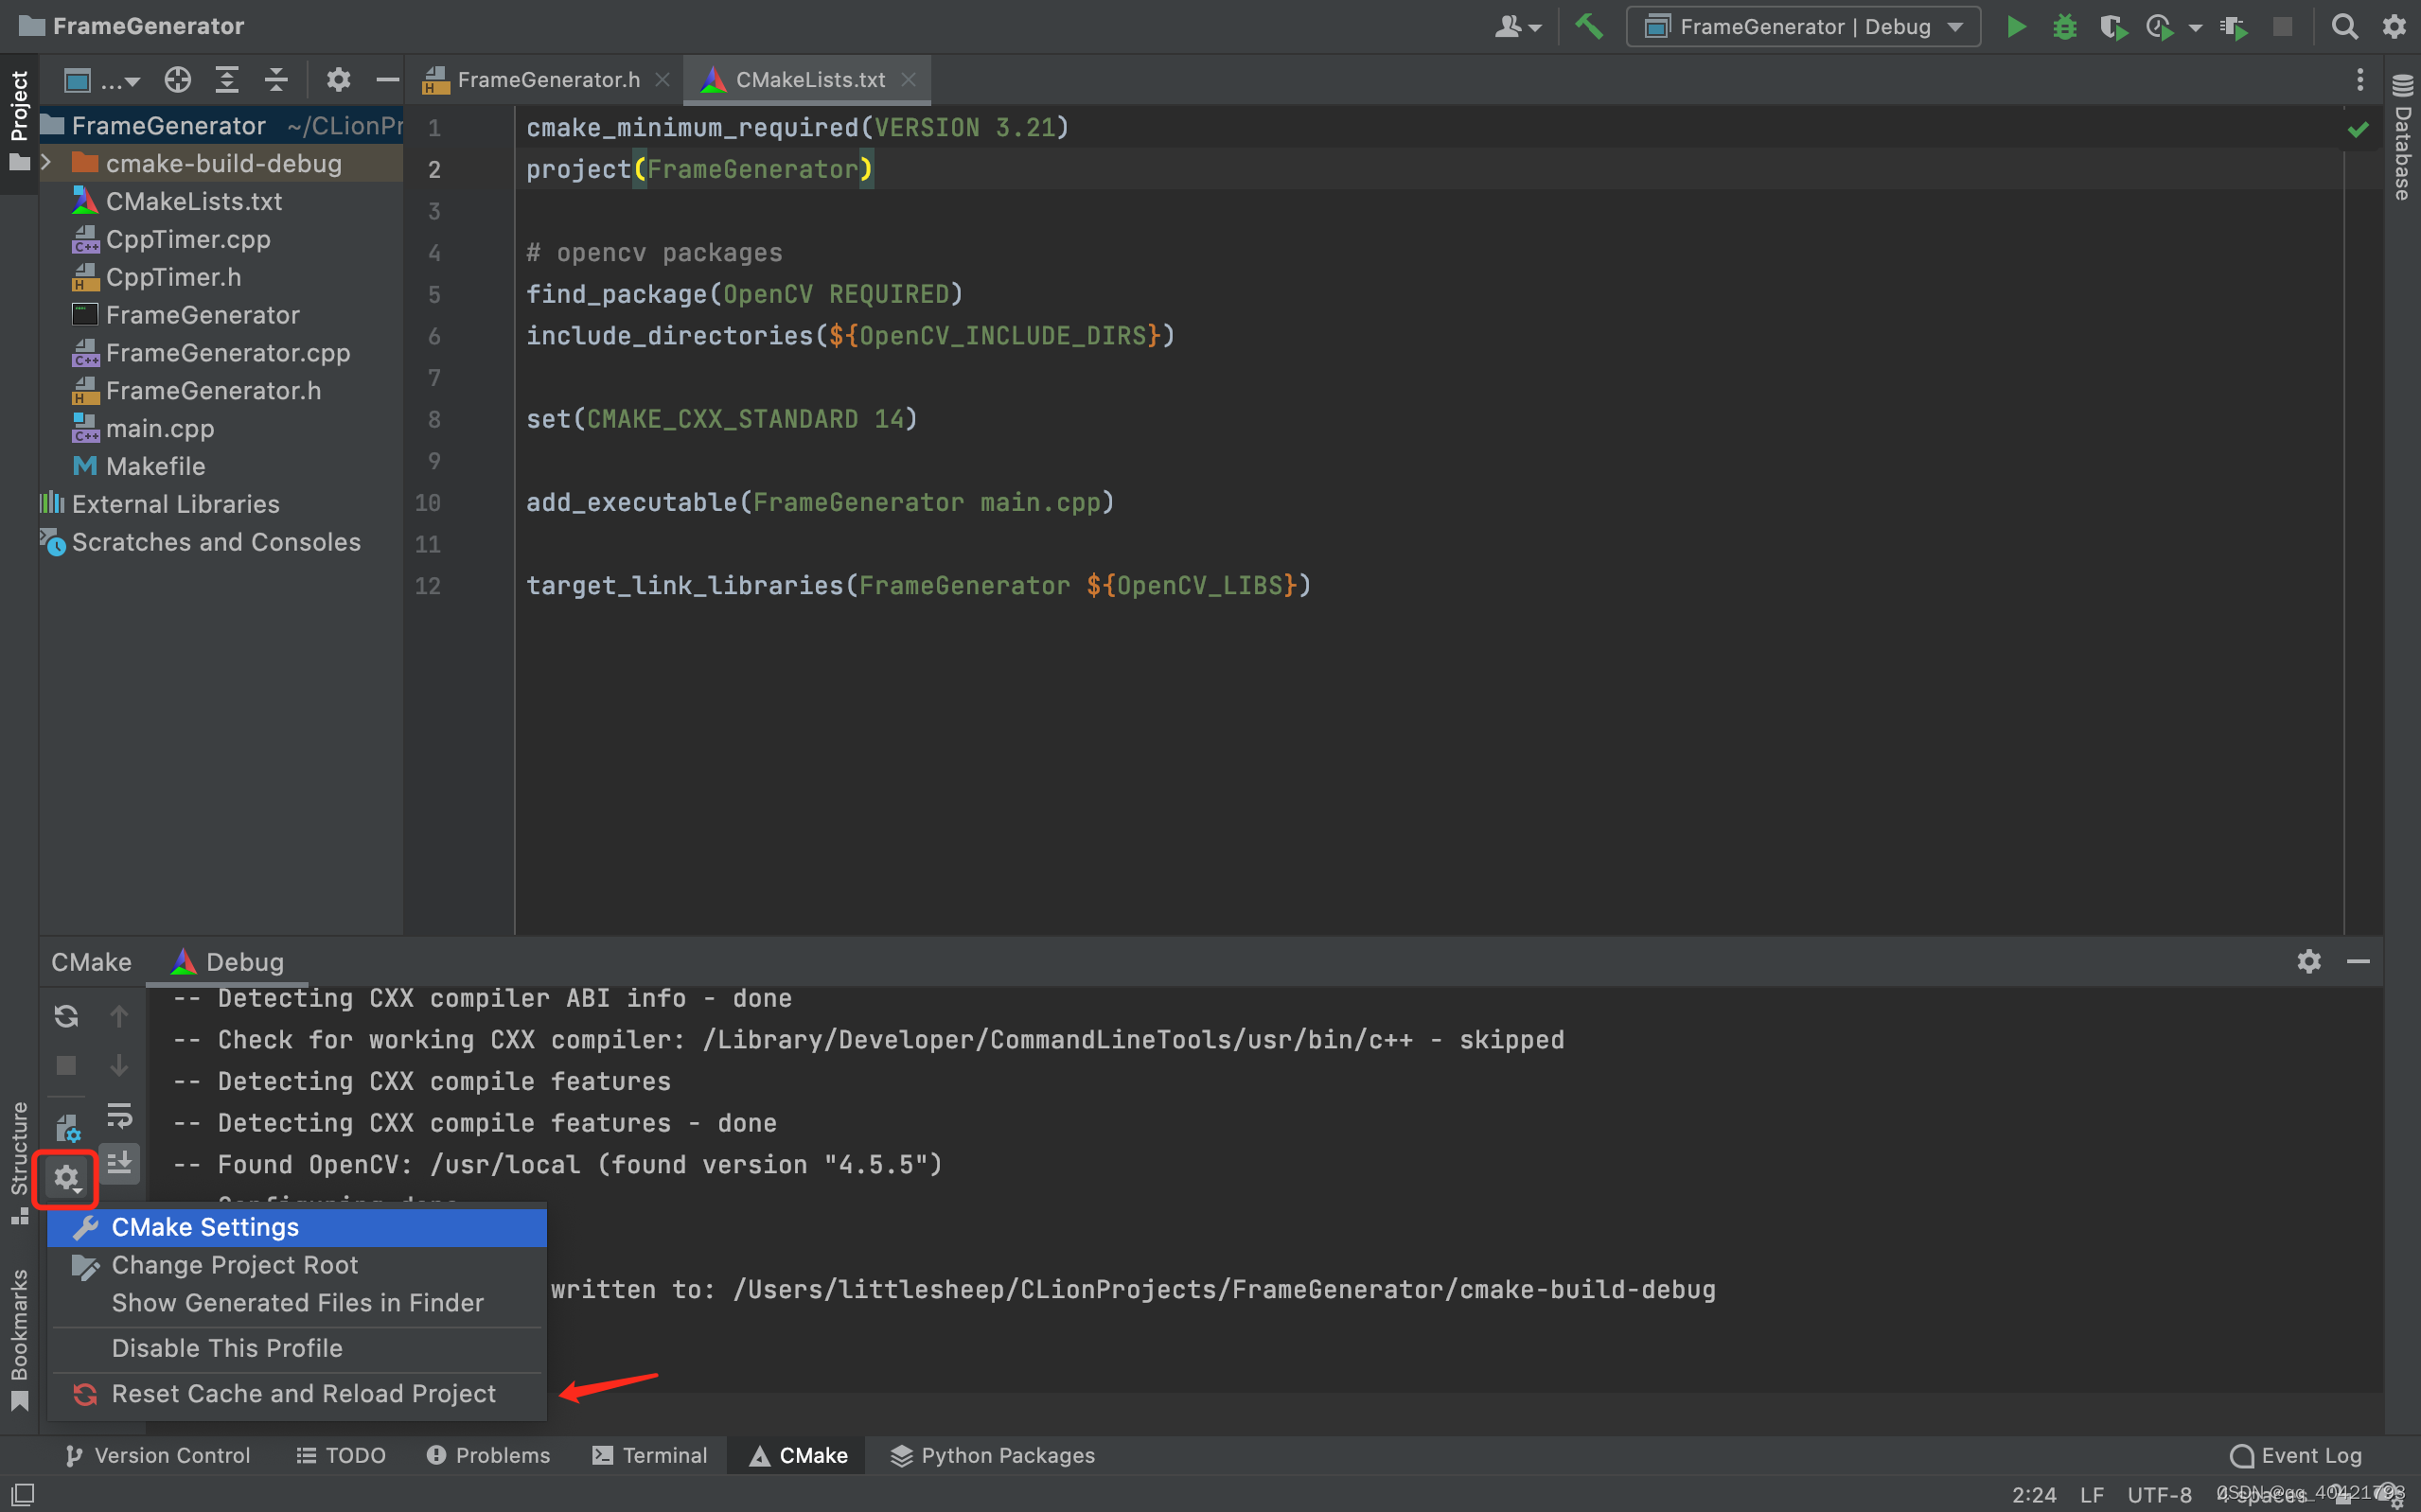 FrameGenerator
FrameGenerator | Debug
Project
...
FrameGenerator.h
CMakeLists.txt
Database
FrameGenerator ~/CLionPr
cmake-build-debug
CMakeLists.txt
CppTimer.cpp
CppTimer.h
FrameGenerator
FrameGenerator.cpp
FrameGenerator.h
main.cpp
Makefile
External Libraries
Scratches and Consoles
1 cmake_minimum_required(VERSION 3.21)
2 project(FrameGenerator)
3
4 # opencv packages
5 find_package(OpenCV REQUIRED)
6 include_directories(${OpenCV_INCLUDE_DIRS})
7
8 set(CMAKE_CXX_STANDARD 14)
9
10 add_executable(FrameGenerator main.cpp)
11
12 target_link_libraries(FrameGenerator ${OpenCV_LIBS})
CMake Debug
-- Detecting CXX compiler ABI info - done
-- Check for working CXX compiler: /Library/Developer/CommandLineTools/usr/bin/c++ - skipped
-- Detecting CXX compile features
-- Detecting CXX compile features - done
-- Found OpenCV: /usr/local (found version "4.5.5")
written to: /Users/littlesheep/CLionProjects/FrameGenerator/cmake-build-debug
Structure
Bookmarks
CMake Settings
Change Project Root
Show Generated Files in Finder
Disable This Profile
Reset Cache and Reload Project
Version Control TODO Problems Terminal CMake Python Packages Event Log
2:24 LF UTF-8 4 spaces
CSDN @qq_40421793